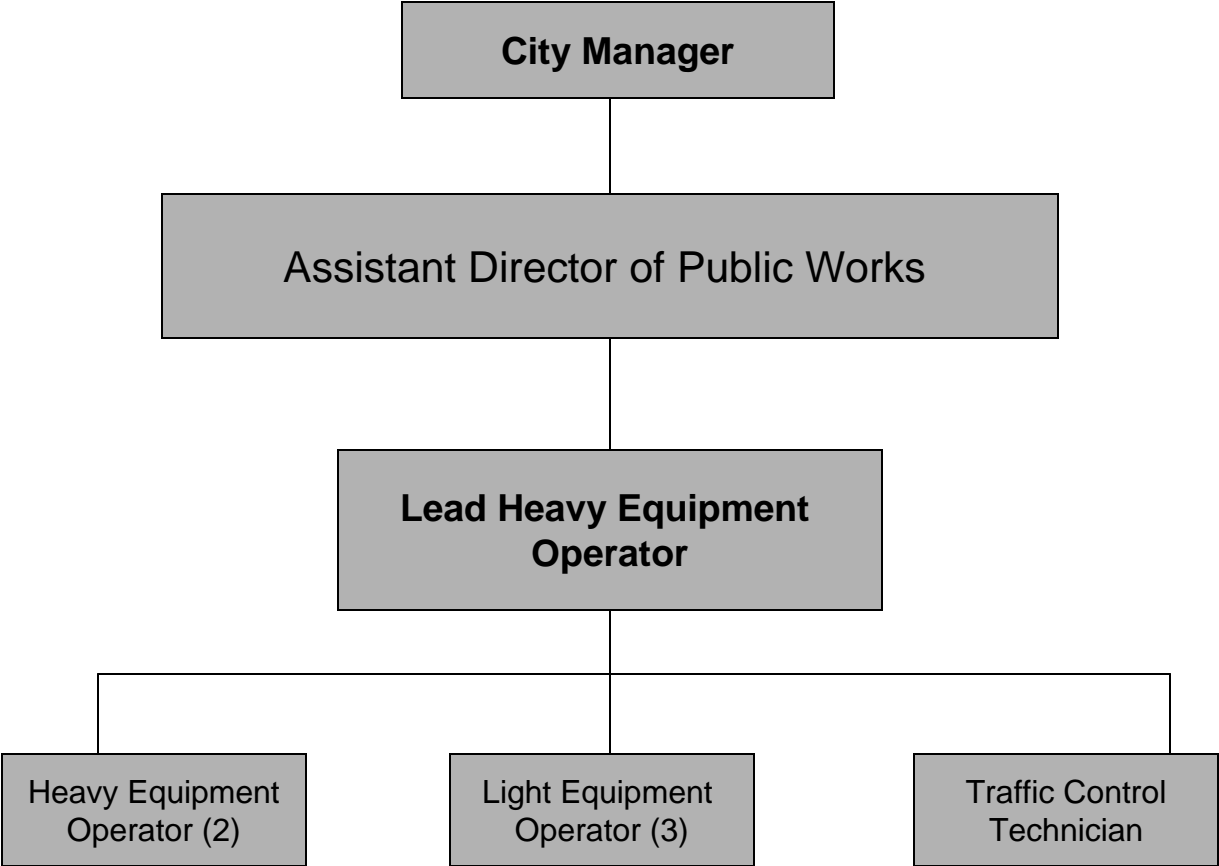 City Manager
Assistant Director of Public Works
Lead Heavy Equipment
Operator
Heavy Equipment
Operator (2)
Light Equipment
Operator (3)
Traffic Control
Technician